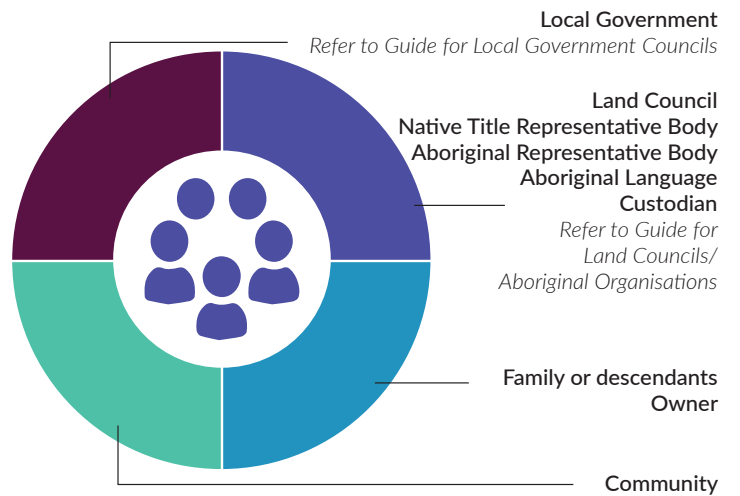 Local Government
Refer to Guide for Local Government Councils
Land Council
Native Title Representative Body
Aboriginal Representative Body
Aboriginal Language
Custodian
Refer to Guide for
Land Councils/
Aboriginal Organisations
Family or descendants
Owner
Community